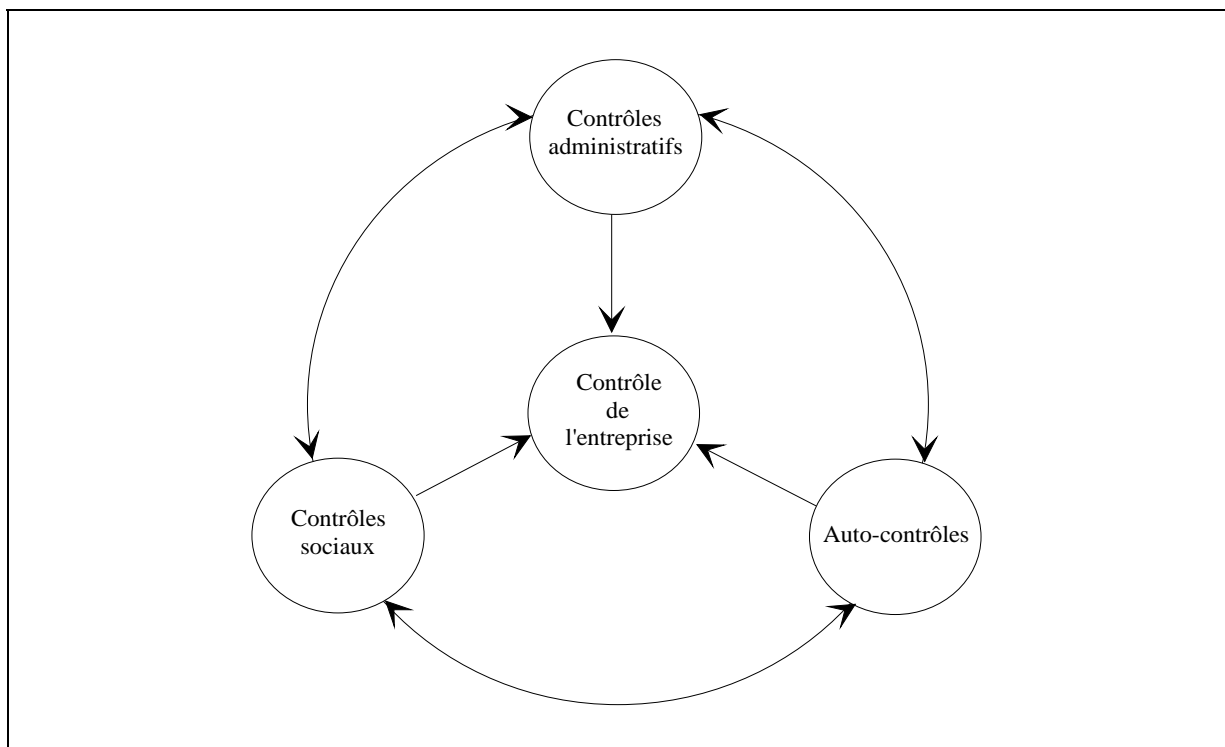 Contrôles
administratifs
Contrôle
de
l'entreprise
Contrôles
sociaux
Auto-contrôles